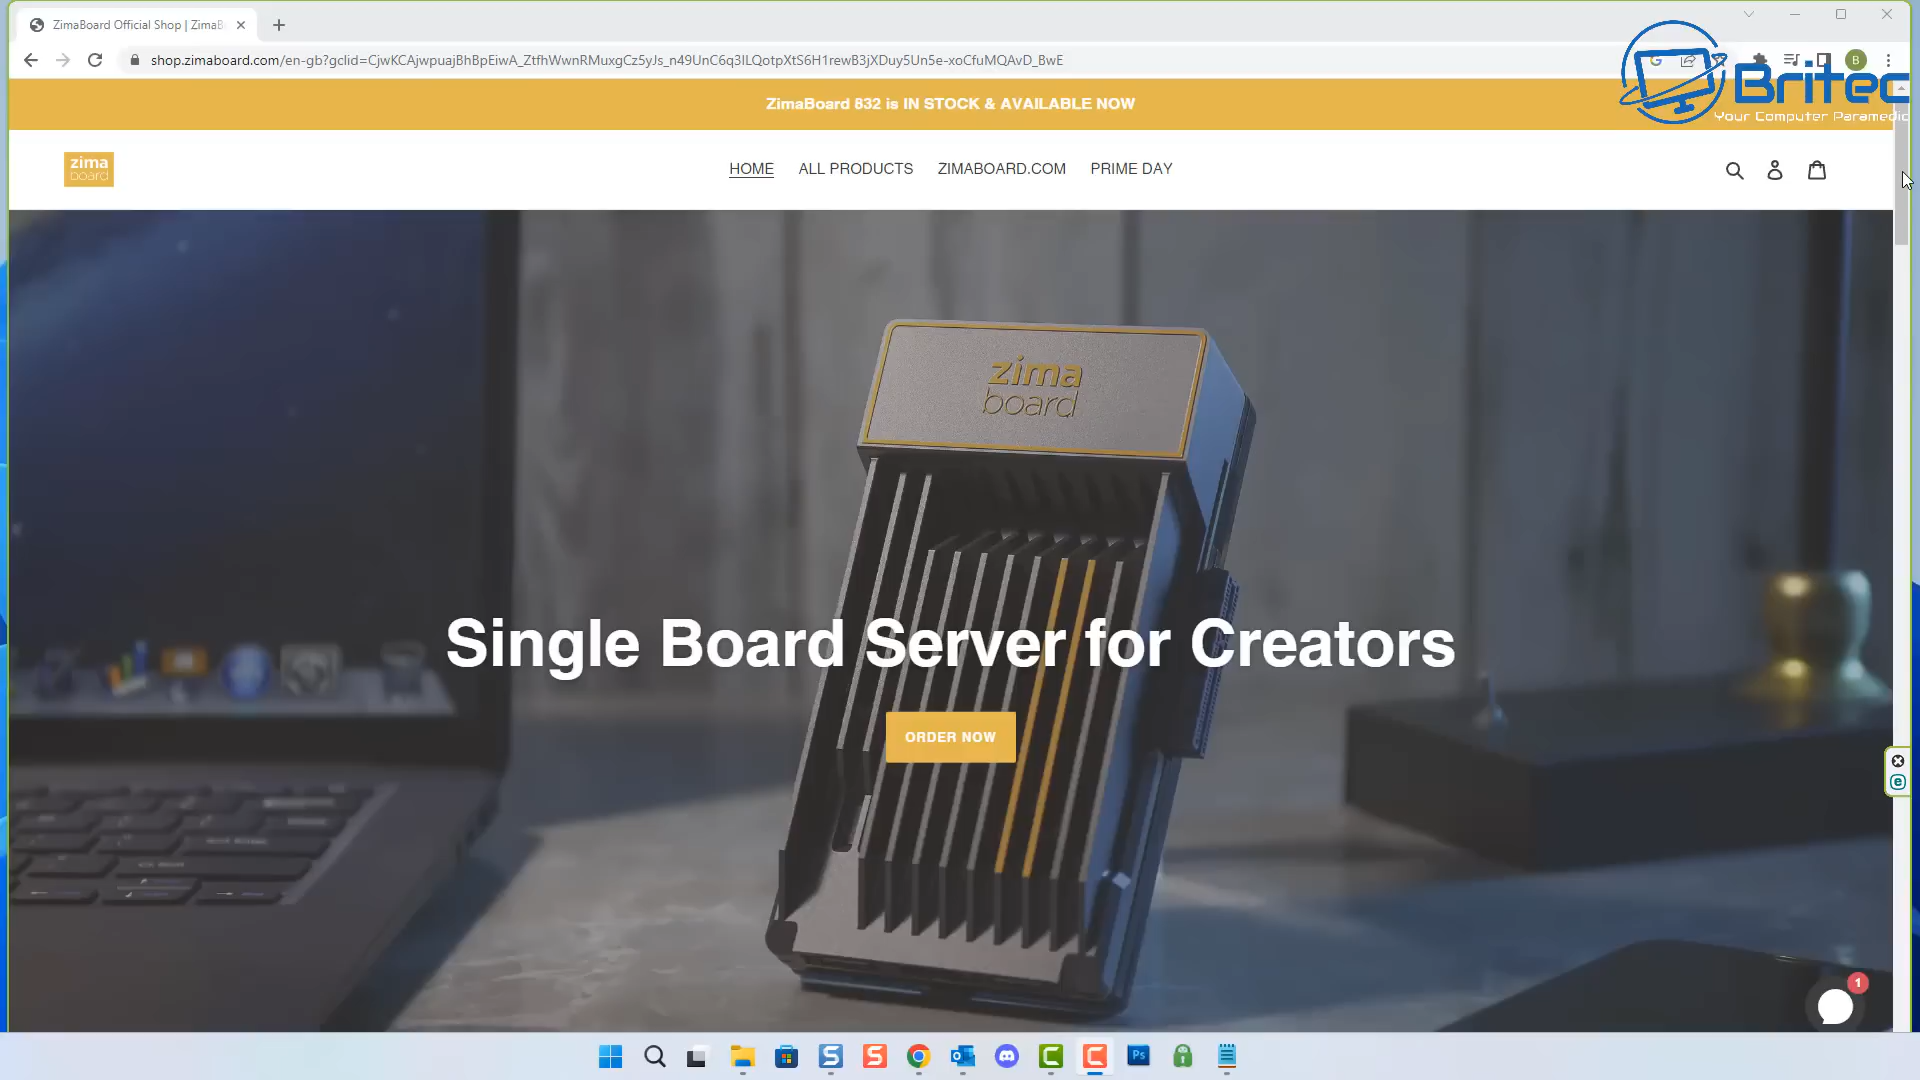 ZimaBoard Official Shop | ZimaB
shop.zimaboard.com/en-gb?gclid=CjwKCAjwpuajBhBpEiwA_ZtfhWwnRMuxgCz5yJs_n49UnC6q3ILQotpXtS6H1rewB3jXDuy5Un5e-xoCfuMQAvD_BwE
B
Britec
Your Computer Paramedic
ZimaBoard 832 is IN STOCK & AVAILABLE NOW
zima
board
HOME
ALL PRODUCTS
ZIMABOARD.COM
PRIME DAY
zima
board
Single Board Server for Creators
ORDER NOW
e
1
S
S
C
C
Ps